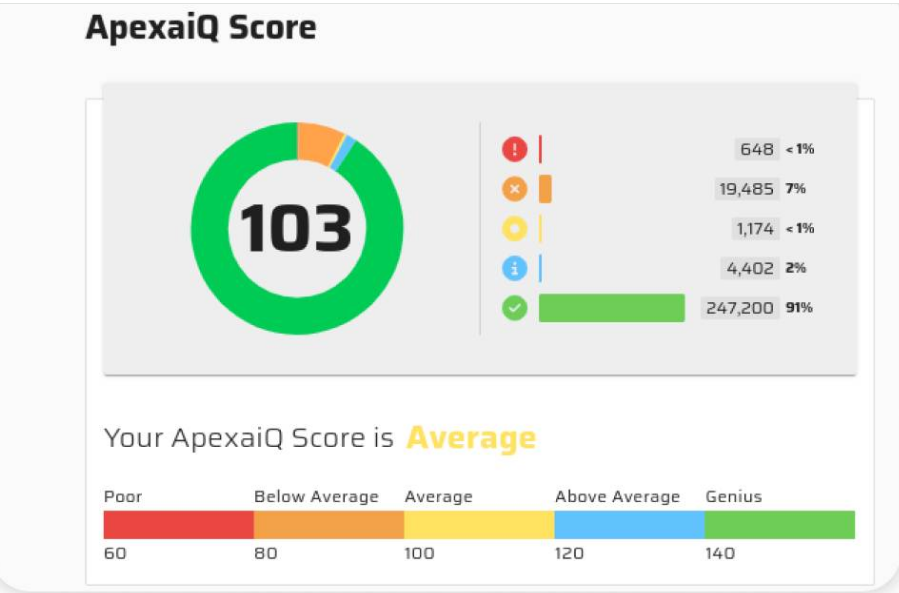 ApexaiQ Score
103
648 <1%
19,485 7%
1,174 <1%
4,402 2%
247,200 91%
Your ApexaiQ Score is Average
Poor Below Average Average Above Average Genius
60 80 100 120 140